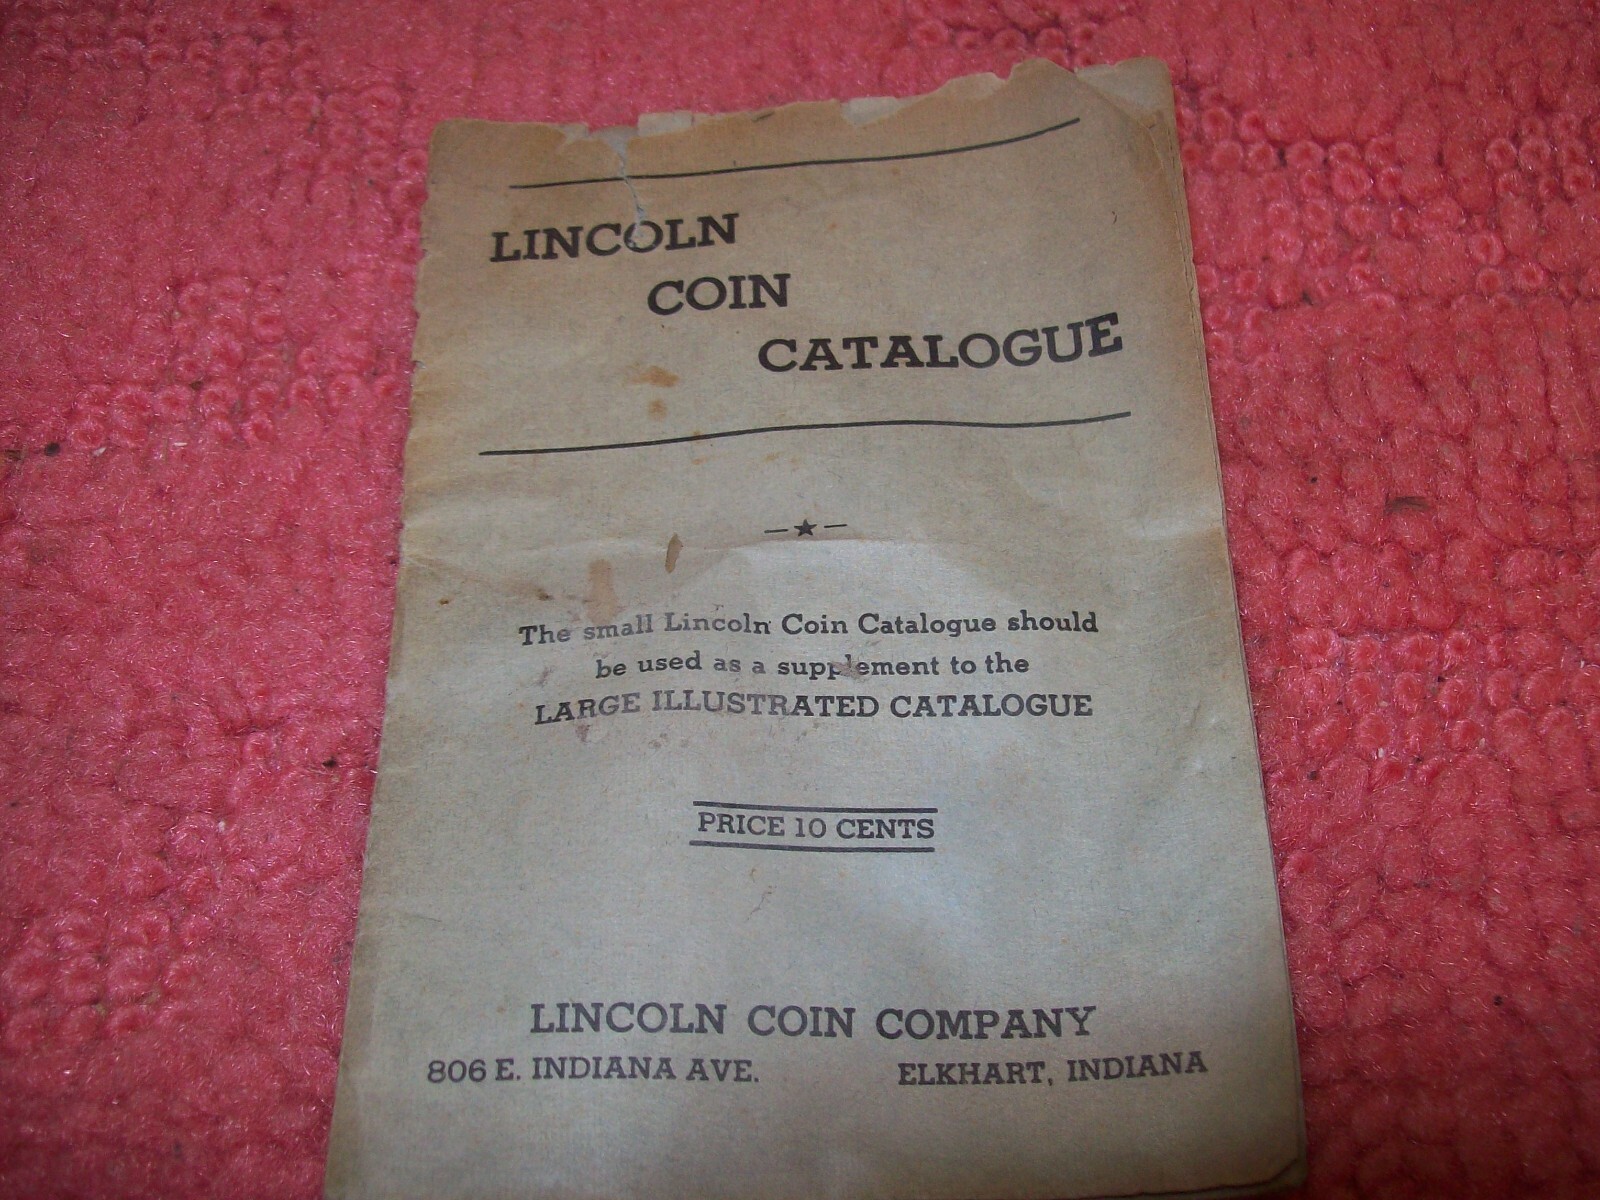 LINCOLN
COIN
CATALOGUE
The small Lincoln Coin Catalogue should
be used as a supplement to the
LARGE ILLUSTRATED CATALOGUE
PRICE 10 CENTS
LINCOLN COIN COMPANY
806 E. INDIANA AVE. ELKHART, INDIANA